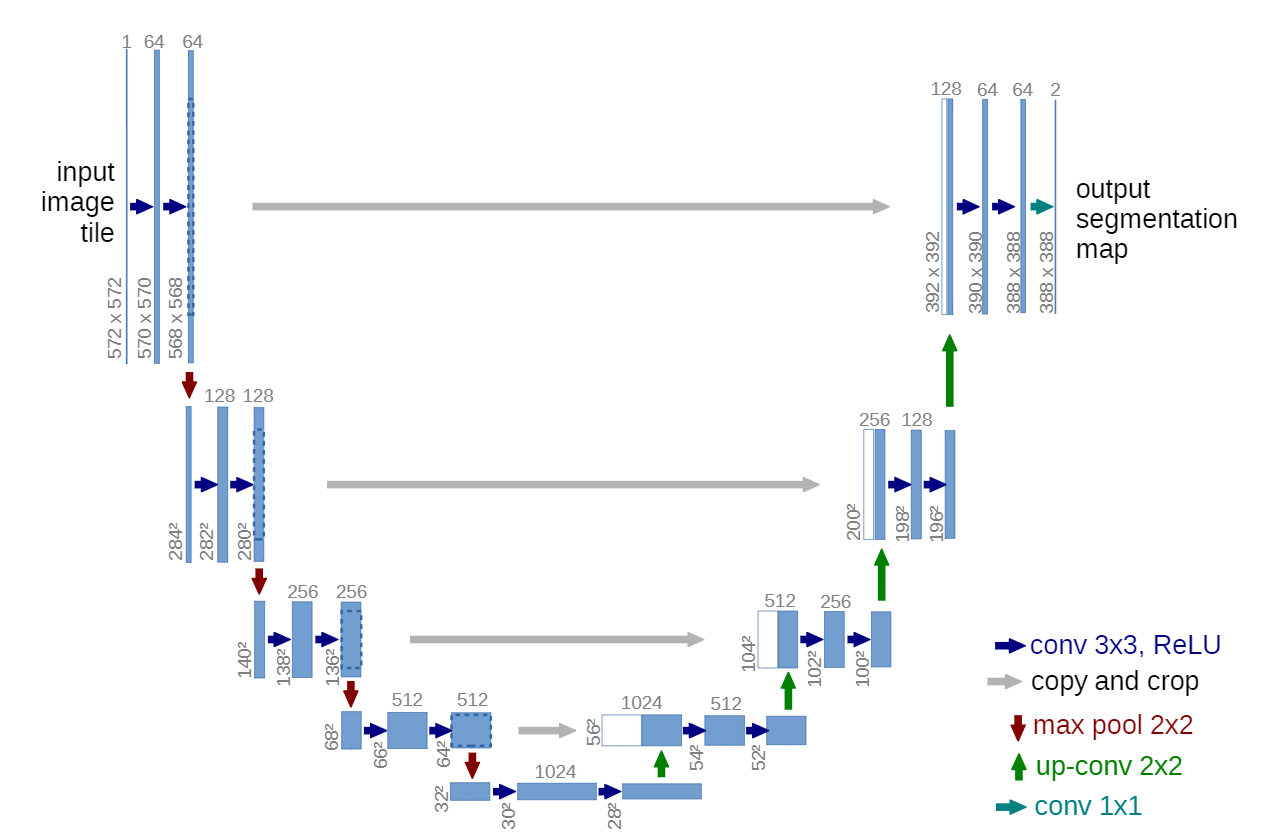 1 64 64
input
image
tile
572 x 572
570 x 570
568 x 568
128 64 64 2
output
segmentation
map
392 x 392
390 x 390
388 x 388
388 x 388
128 128
284²
282²
280²
256 128
200²
198²
196²
256 256
140²
138²
136²
512 256
104²
102²
100²
512 512
68²
66²
64²
1024 512
56²
54²
52²
1024
32²
30²
28²
conv 3x3, ReLU
copy and crop
max pool 2x2
up-conv 2x2
conv 1x1